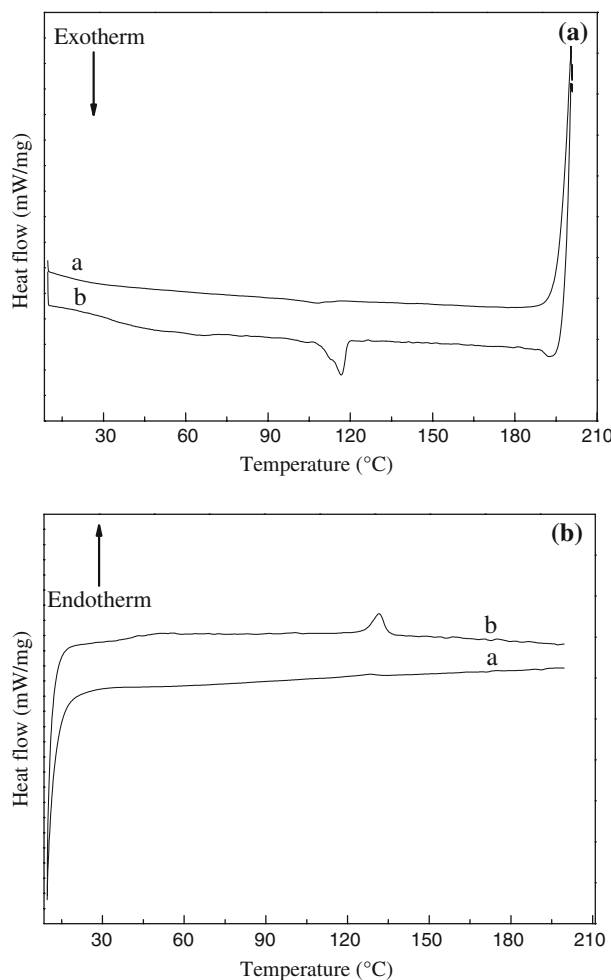 (a)
Exotherm
Heat flow (mW/mg)
a
b
30 60 90 120 150 180 210
Temperature (°C)
(b)
Endotherm
Heat flow (mW/mg)
b
a
30 60 90 120 150 180 210
Temperature (°C)